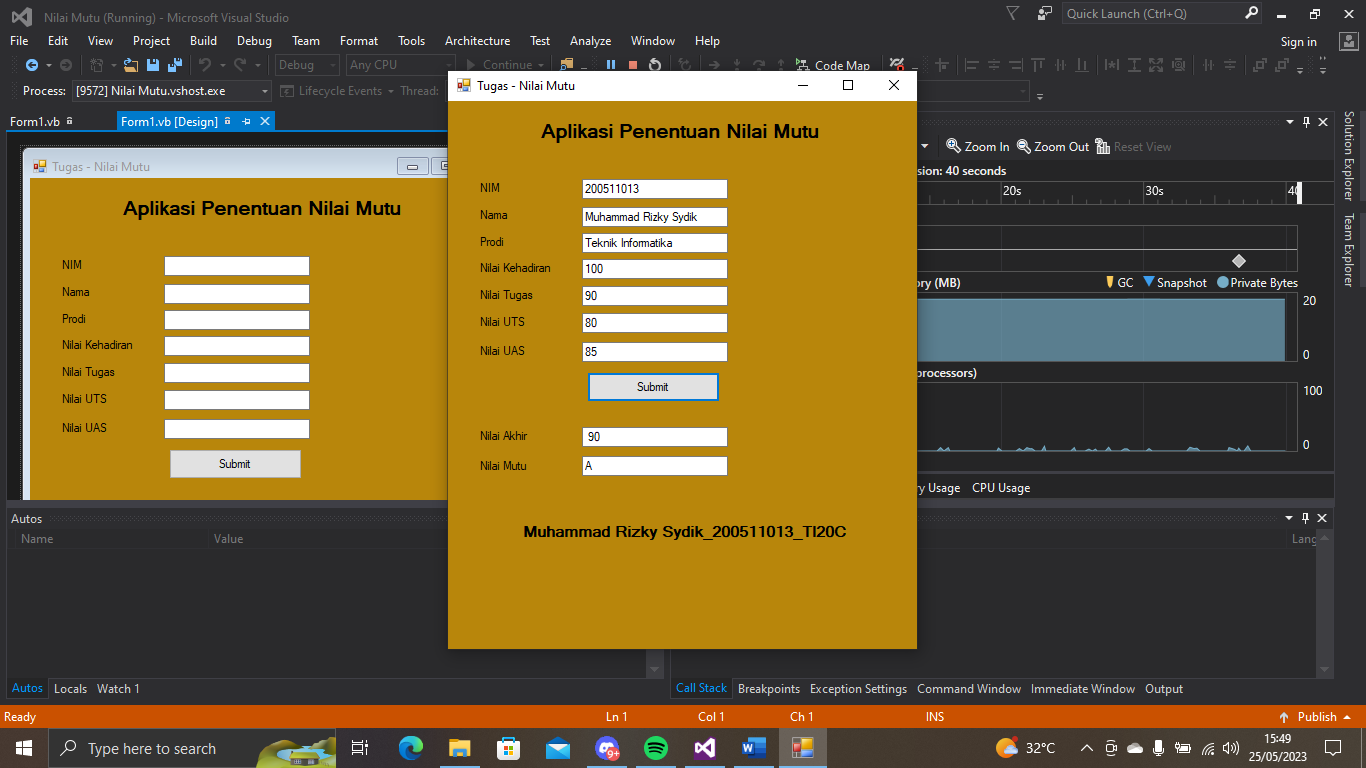 Nilai Mutu (Running) - Microsoft Visual Studio
Quick Launch (Ctrl+Q)
File Edit View Project Build Debug Team Format Tools Architecture Test Analyze Window Help
Sign in
Debug Any CPU Continue Code Map
Process: [9572] Nilai Mutu.vshost.exe Lifecycle Events Thread:
Form1.vb Form1.vb [Design]
Tugas - Nilai Mutu
Aplikasi Penentuan Nilai Mutu
NIM
Nama
Prodi
Nilai Kehadiran
Nilai Tugas
Nilai UTS
Nilai UAS
Submit
Tugas - Nilai Mutu
Aplikasi Penentuan Nilai Mutu
NIM 200511013
Nama Muhammad Rizky Sydik
Prodi Teknik Informatika
Nilai Kehadiran 100
Nilai Tugas 90
Nilai UTS 80
Nilai UAS 85
Submit
Nilai Akhir 90
Nilai Mutu A
Muhammad Rizky Sydik_200511013_TI20C
Zoom In Zoom Out Reset View
sion: 40 seconds
20s 30s 40
ory (MB) GC Snapshot Private Bytes
20
0
processors)
100
0
ry Usage CPU Usage
Solution Explorer
Team Explorer
Autos
Name Value Lang
Autos Locals Watch 1
Call Stack Breakpoints Exception Settings Command Window Immediate Window Output
Ready Ln 1 Col 1 Ch 1 INS Publish
Type here to search
9+
32°C
15:49
25/05/2023